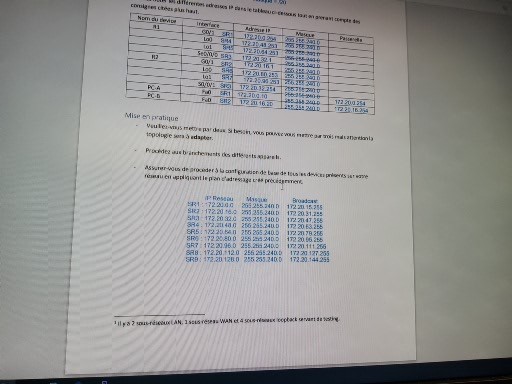 les différentes adresses IP dans le tableau ci-dessous tout en prenant compte des
consignes citées plus haut.
Nom du device Interface Adresse IP Masque Passerelle
R1 G0/1 SR1 172.20.0.254 255.255.240.0
Lo0 SR4 172.20.48.253 255.255.240.0
Lo1 SR5 172.20.64.253 255.255.240.0
Se0/0/0 SR3 172.20.32.1 255.255.240.0
R2 G0/1 SR2 172.20.16.1 255.255.240.0
Lo0 SR6 172.20.80.253 255.255.240.0
Lo1 SR7 172.20.96.253 255.255.240.0
S0/0/1 SR3 172.20.32.254 255.255.240.0
PC-A Fa0 SR1 172.20.0.10 255.255.240.0 172.20.0.254
PC-B Fa0 SR2 172.20.16.20 255.255.240.0 172.20.16.254
Mise en pratique
- Veuillez-vous mettre par deux. Si besoin, vous pouvez vous mettre par trois mais attention la
topologie sera à adapter.
- Procédez aux branchements des différents appareils.
- Assurez-vous de procéder à la configuration de base de tous les devices présents sur votre
réseau en appliquant le plan d'adressage créé précédemment.
IP Reseau Masque Broadcast
SR1 : 172.20.0.0 255.255.240.0 172.20.15.255
SR2 : 172.20.16.0 255.255.240.0 172.20.31.255
SR3 : 172.20.32.0 255.255.240.0 172.20.47.255
SR4 : 172.20.48.0 255.255.240.0 172.20.63.255
SR5 : 172.20.64.0 255.255.240.0 172.20.79.255
SR6 : 172.20.80.0 255.255.240.0 172.20.95.255
SR7 : 172.20.96.0 255.255.240.0 172.20.111.255
SR8 : 172.20.112.0 255.255.240.0 172.20.127.255
SR9 : 172.20.128.0 255.255.240.0 172.20.144.255
¹ Il y a 2 sous-réseaux LAN, 1 sous-réseau WAN et 4 sous-réseaux loopback servant de testing.